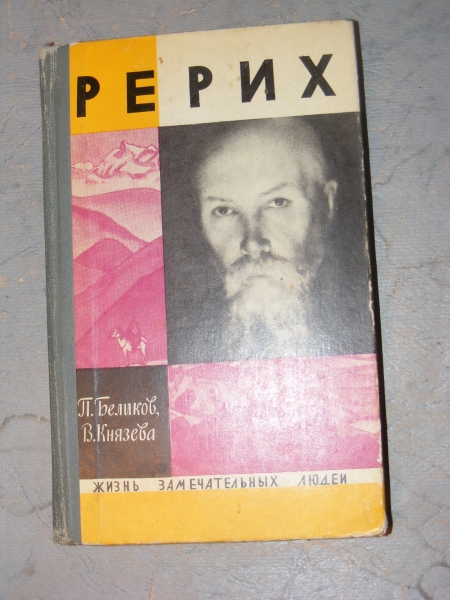 РЕРИХ
П. Беликов,
В. Князева
ЖИЗНЬ ЗАМЕЧАТЕЛЬНЫХ ЛЮДЕЙ